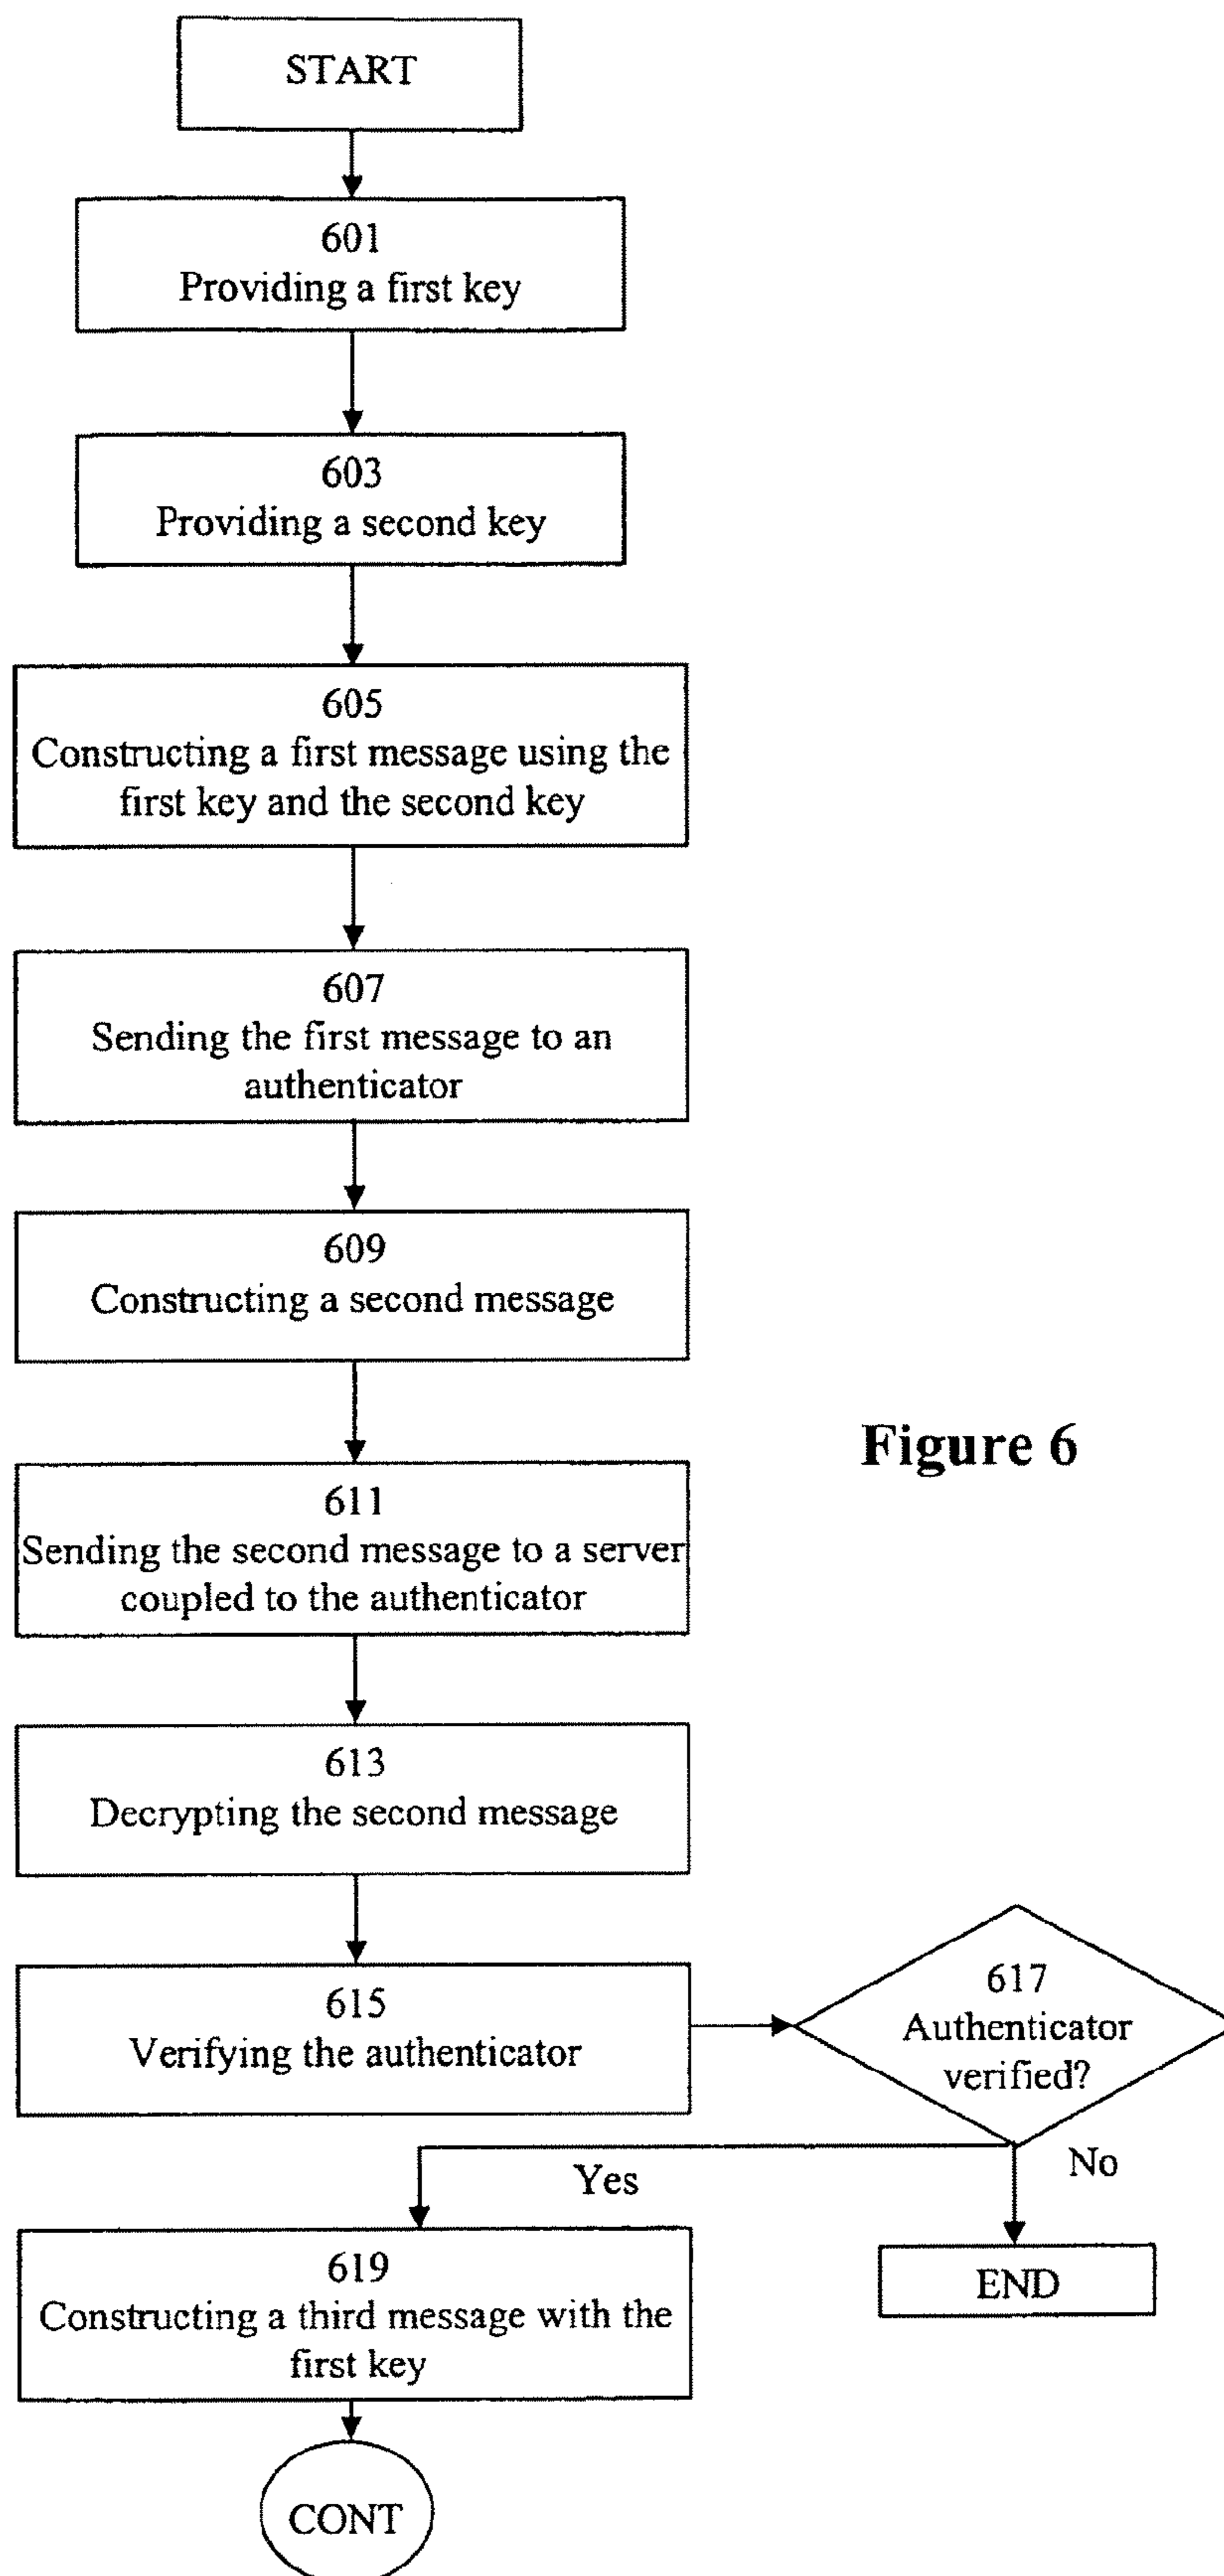 START
601
Providing a first key
603
Providing a second key
605
Constructing a first message using the
first key and the second key
607
Sending the first message to an
authenticator
609
Constructing a second message
Figure 6
611
Sending the second message to a server
coupled to the authenticator
613
Decrypting the second message
615
Verifying the authenticator
617
Authenticator
verified?
Yes
No
619
Constructing a third message with the
first key
END
CONT